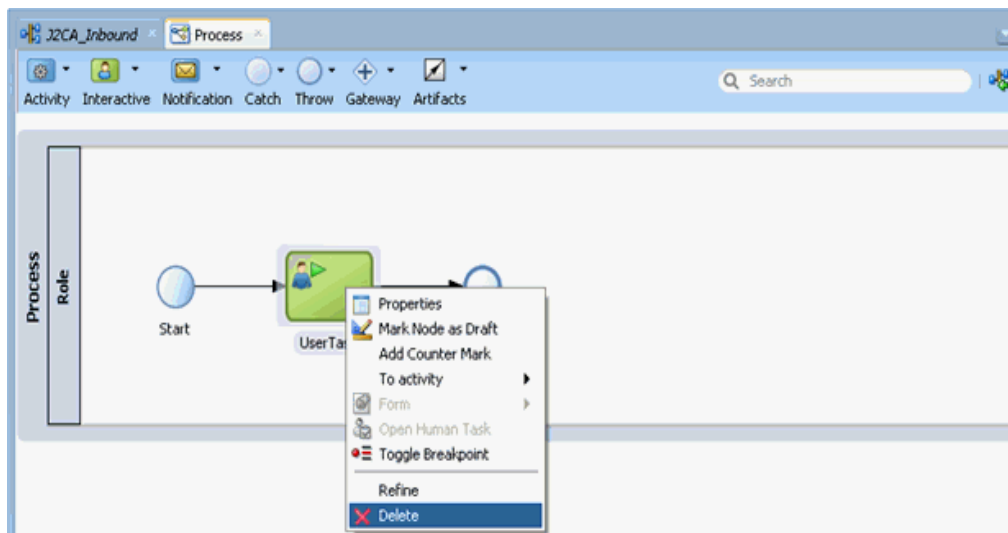 J2CA_Inbound
Process
Activity Interactive Notification Catch Throw Gateway Artifacts
Search
Process
Role
Start
UserTas
Properties
Mark Node as Draft
Add Counter Mark
To activity
Form
Open Human Task
Toggle Breakpoint
Refine
Delete